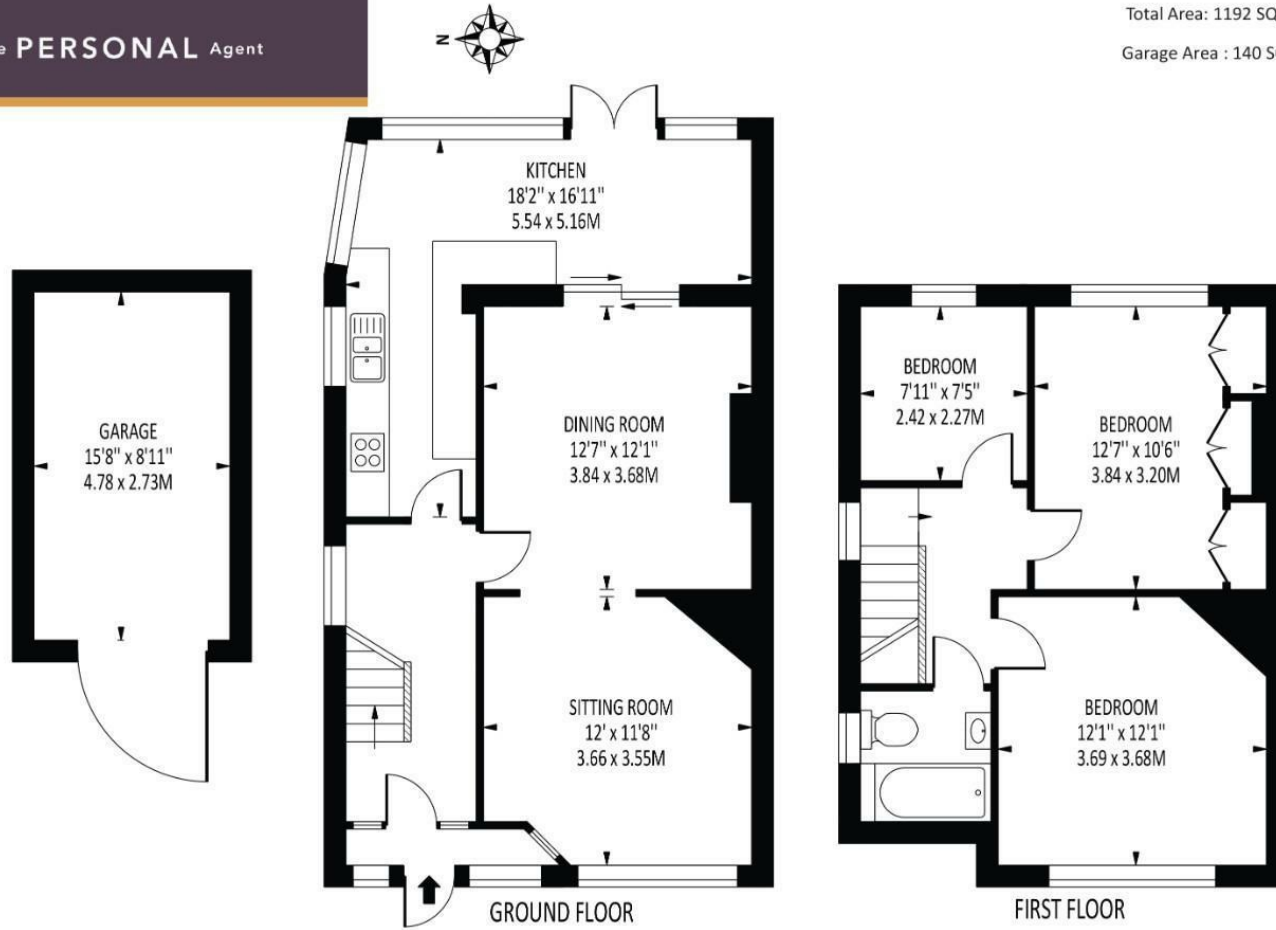 PERSONAL Agent
N
Total Area: 1192 SQ
Garage Area : 140
KITCHEN
18'2" x 16'11"
5.54 x 5.16M
GARAGE
15'8" x 8'11"
4.78 x 2.73M
DINING ROOM
12'7" x 12'1"
3.84 x 3.68M
SITTING ROOM
12' x 11'8"
3.66 x 3.55M
GROUND FLOOR
BEDROOM
7'11" x 7'5"
2.42 x 2.27M
BEDROOM
12'7" x 10'6"
3.84 x 3.20M
BEDROOM
12'1" x 12'1"
3.69 x 3.68M
FIRST FLOOR